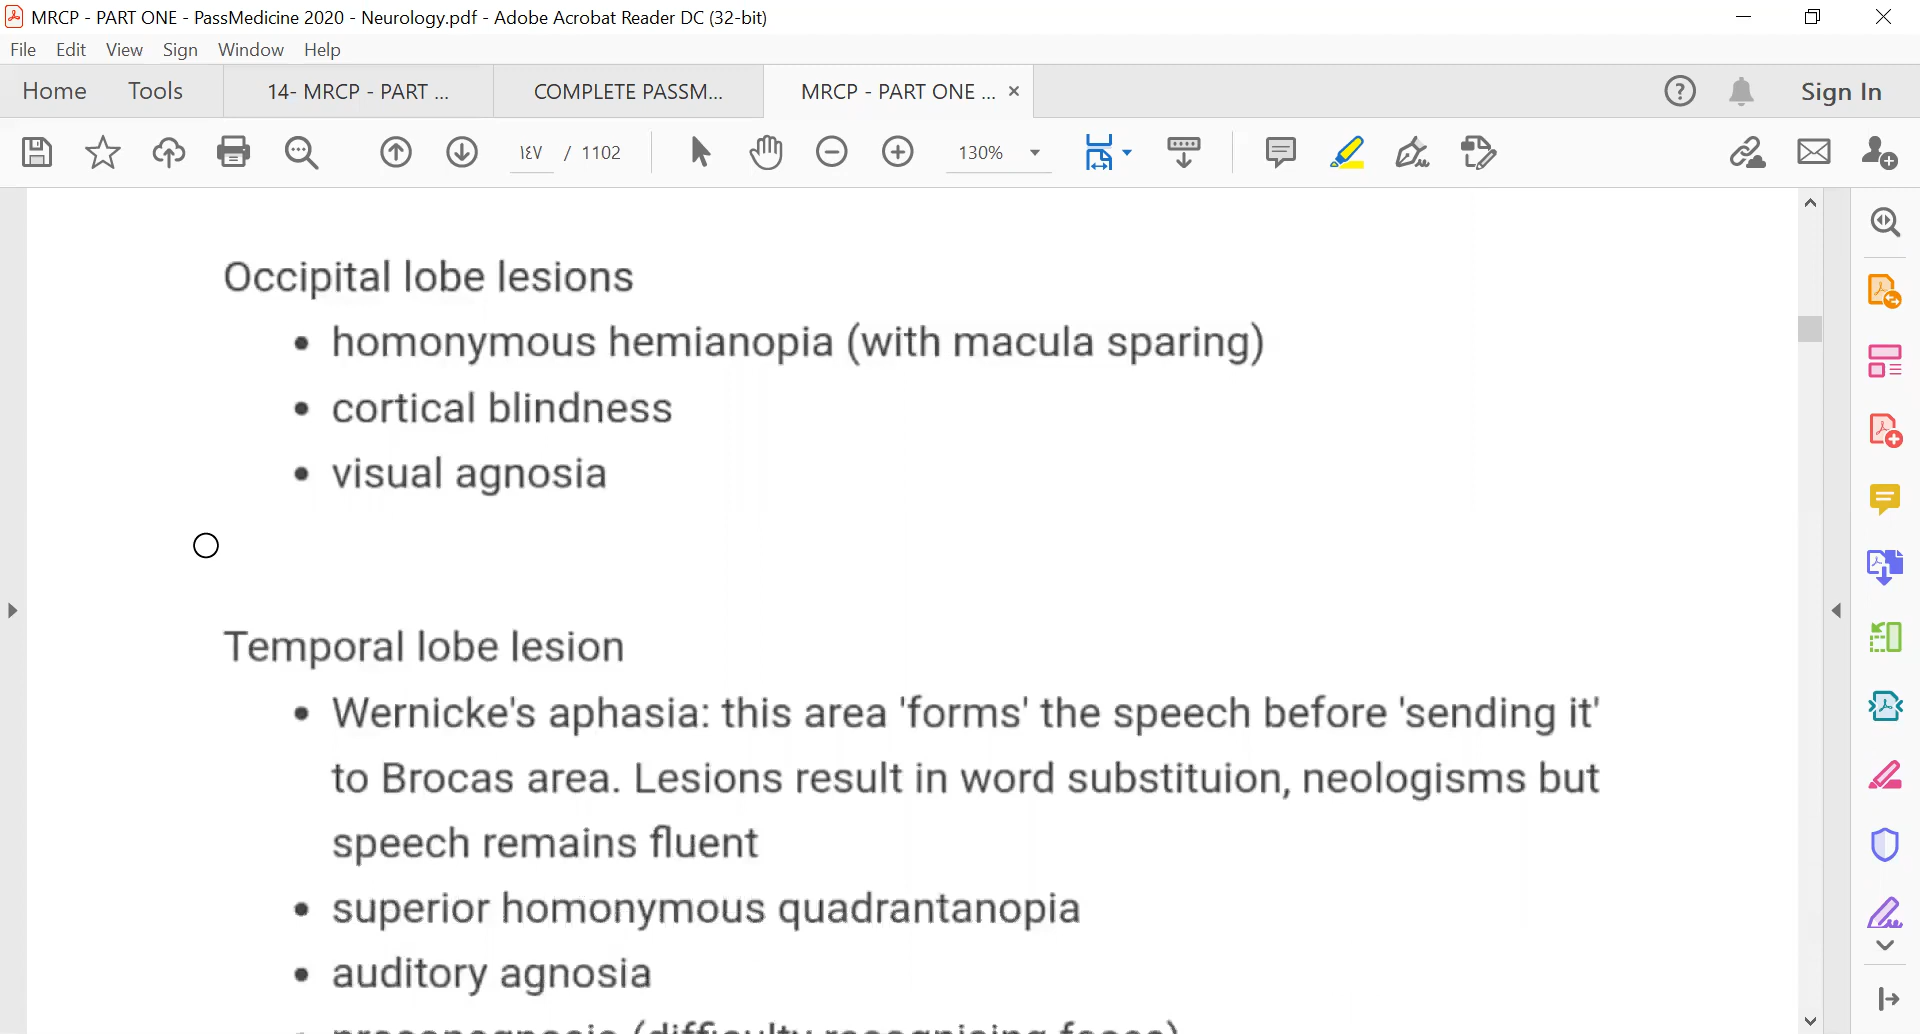 MRCP - PART ONE - PassMedicine 2020 - Neurology.pdf - Adobe Acrobat Reader DC (32-bit)
File Edit View Sign Window Help
Home Tools 14- MRCP - PART ... COMPLETE PASSM... MRCP - PART ONE ... × Sign In
١٤٧ / 1102 130%
Occipital lobe lesions
• homonymous hemianopia (with macula sparing)
• cortical blindness
• visual agnosia
Temporal lobe lesion
• Wernicke's aphasia: this area 'forms' the speech before 'sending it'
to Brocas area. Lesions result in word substituion, neologisms but
speech remains fluent
• superior homonymous quadrantanopia
• auditory agnosia
prosopagnosia (difficulty recognising faces)